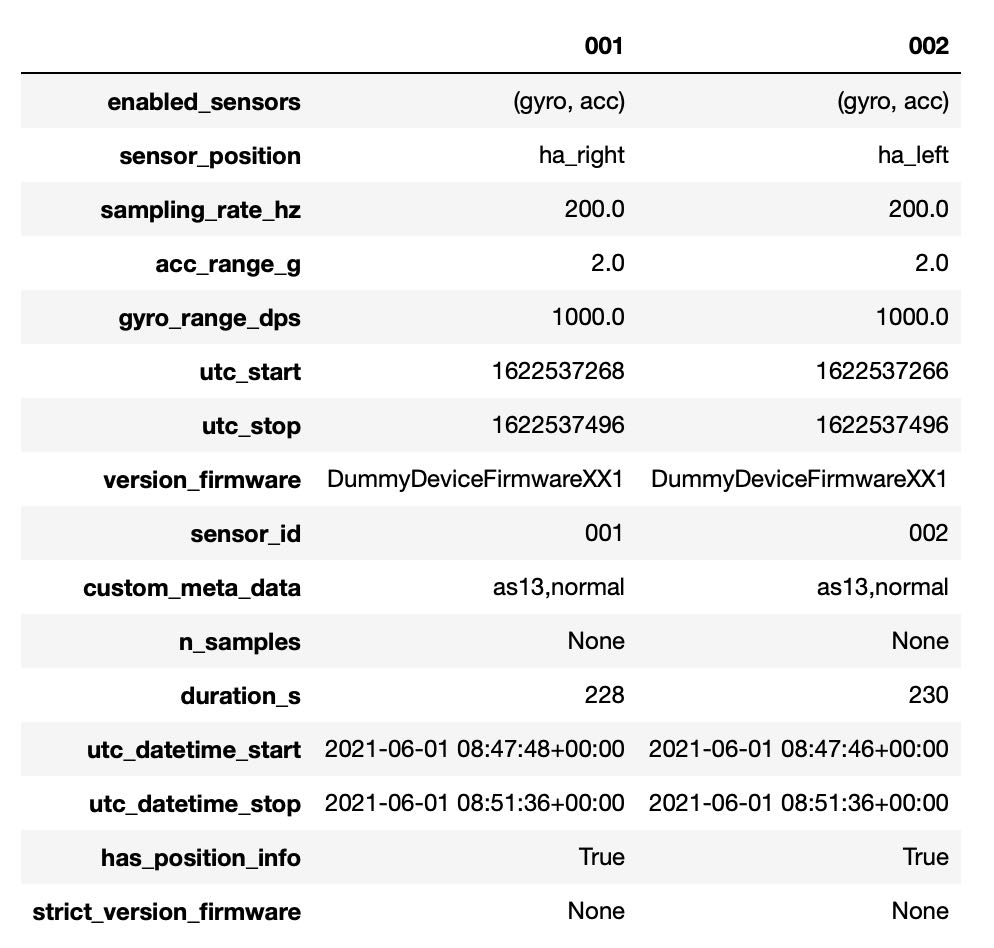 001 002
enabled_sensors (gyro, acc) (gyro, acc)
sensor_position ha_right ha_left
sampling_rate_hz 200.0 200.0
acc_range_g 2.0 2.0
gyro_range_dps 1000.0 1000.0
utc_start 1622537268 1622537266
utc_stop 1622537496 1622537496
version_firmware DummyDeviceFirmwareXX1 DummyDeviceFirmwareXX1
sensor_id 001 002
custom_meta_data as13,normal as13,normal
n_samples None None
duration_s 228 230
utc_datetime_start 2021-06-01 08:47:48+00:00 2021-06-01 08:47:46+00:00
utc_datetime_stop 2021-06-01 08:51:36+00:00 2021-06-01 08:51:36+00:00
has_position_info True True
strict_version_firmware None None